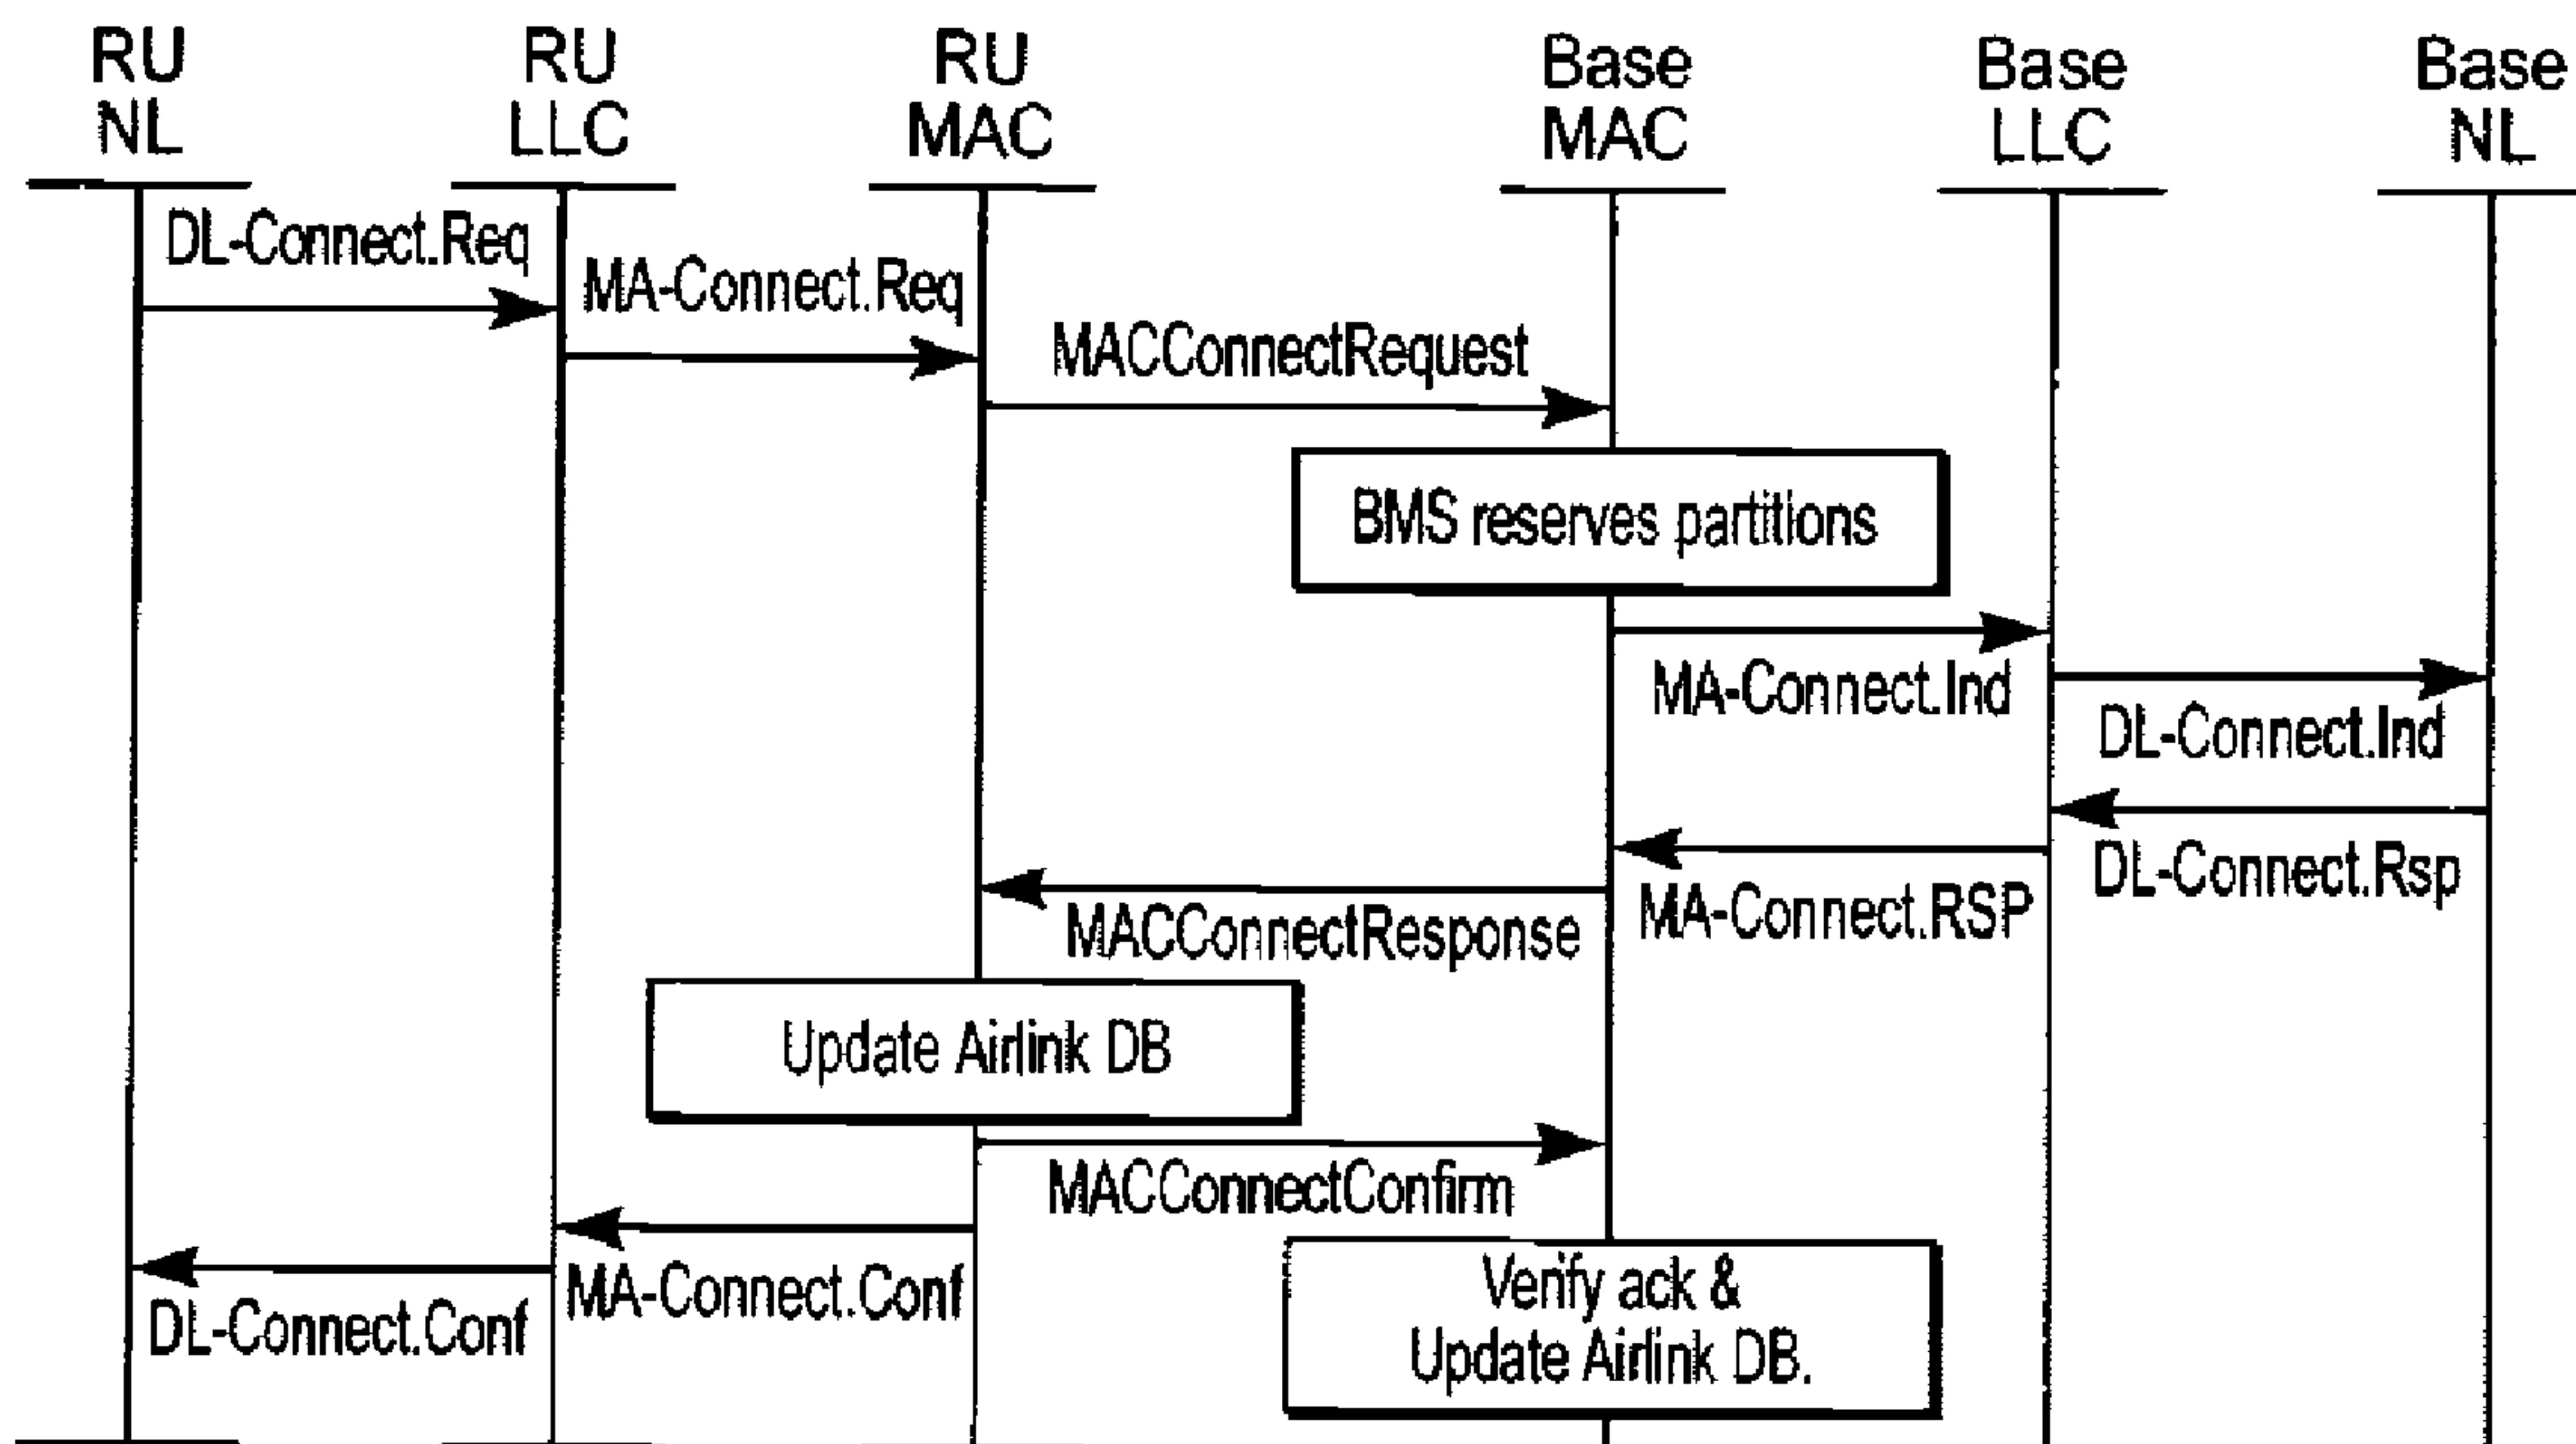 RU
NL
RU
LLC
RU
MAC
Base
MAC
Base
LLC
Base
NL
DL-Connect.Req
MA-Connect.Req
MACConnectRequest
BMS reserves partitions
MA-Connect.Ind
DL-Connect.Ind
DL-Connect.Rsp
MA-Connect.RSP
MACConnectResponse
Update Airlink DB
MACConnectConfirm
MA-Connect.Conf
DL-Connect.Conf
Verify ack &
Update Airlink DB.